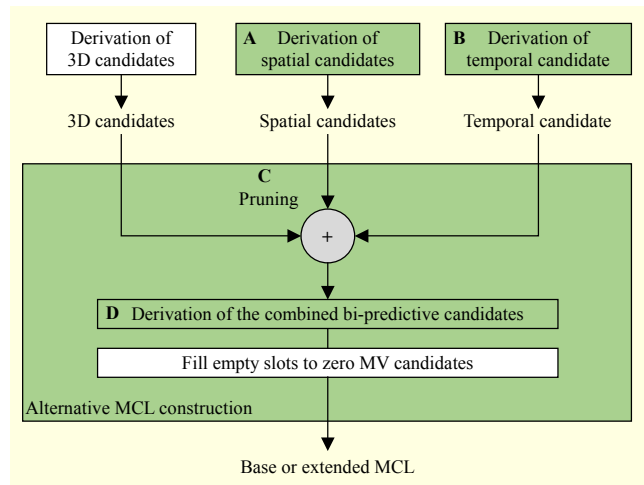 Derivation of
3D candidates
A Derivation of
spatial candidates
B Derivation of
temporal candidate
3D candidates
Spatial candidates
Temporal candidate
C
Pruning
+
D Derivation of the combined bi-predictive candidates
Fill empty slots to zero MV candidates
Alternative MCL construction
Base or extended MCL